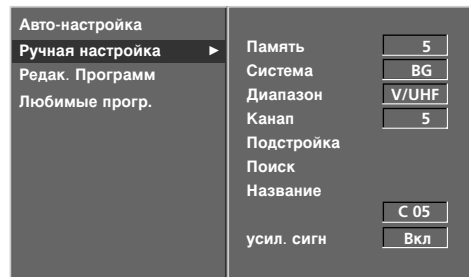 Авто-настройка
Ручная настройка ►
Редак. Программ
Любимые прогр.
Память 5
Система BG
Диапазон V/UHF
Канап 5
Подстройка
Поиск
Название
C 05
усил. сигн Вкл